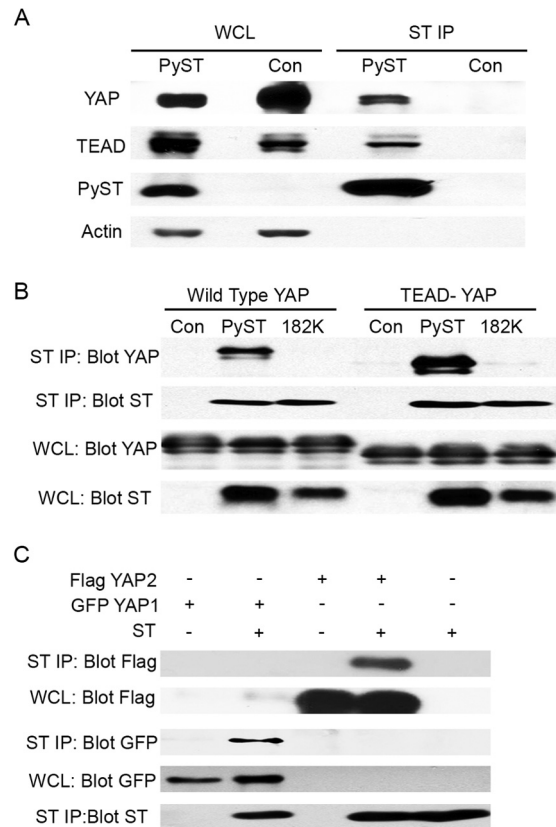 A
WCL ST IP
PyST Con PyST Con
YAP
TEAD
PyST
Actin
B
Wild Type YAP TEAD- YAP
Con PyST 182K Con PyST 182K
ST IP: Blot YAP
ST IP: Blot ST
WCL: Blot YAP
WCL: Blot ST
C
Flag YAP2 - - + + -
GFP YAP1 + + - - -
ST - + - + +
ST IP: Blot Flag
WCL: Blot Flag
ST IP: Blot GFP
WCL: Blot GFP
ST IP:Blot ST